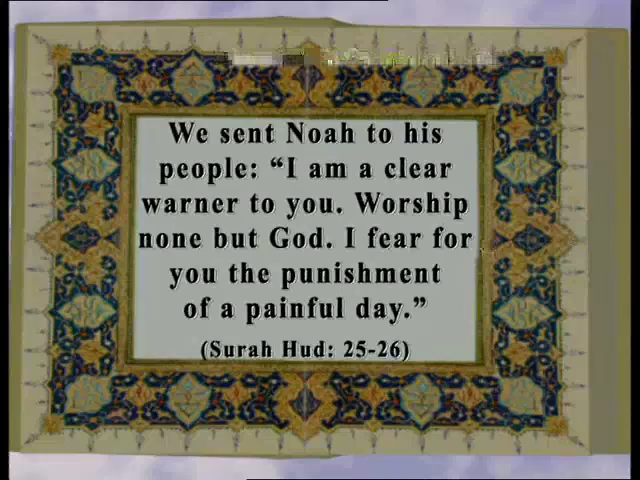 We sent Noah to his
people: “I am a clear
warner to you. Worship
none but God. I fear for
you the punishment
of a painful day.”
(Surah Hud: 25-26)